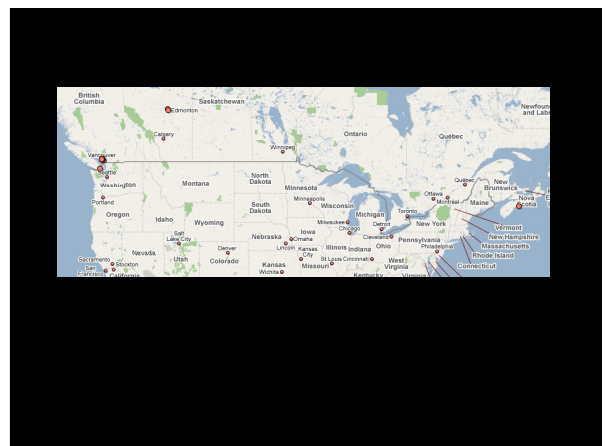 British
Columbia
Edmonton
Saskatchewan
Newfou
and Lab
Calgary
Ontario
Québec
Winnipeg
Vancouver
Seattle
Washington
Montana
North
Dakota
Minnesota
Québec
New
Brunswick
Ottawa
Montréal
Maine
Nova
Scotia
Portland
Oregon
Idaho
Wyoming
South
Dakota
Minneapolis
Wisconsin
Michigan
Toronto
Milwaukee
Detroit
New York
Vermont
New Hampshire
Massachusetts
Rhode Island
Connecticut
Salt
Lake City
Nebraska
Iowa
Omaha
Lincoln
Chicago
Cleveland
Pennsylvania
Philadelphia
Nevada
Utah
Denver
Colorado
Kansas
City
Illinois
Indiana
Ohio
Sacramento
Stockton
San
Francisco
California
Kansas
Wichita
Missouri
St Louis
Cincinnati
West
Virginia
Kentucky
Virginia